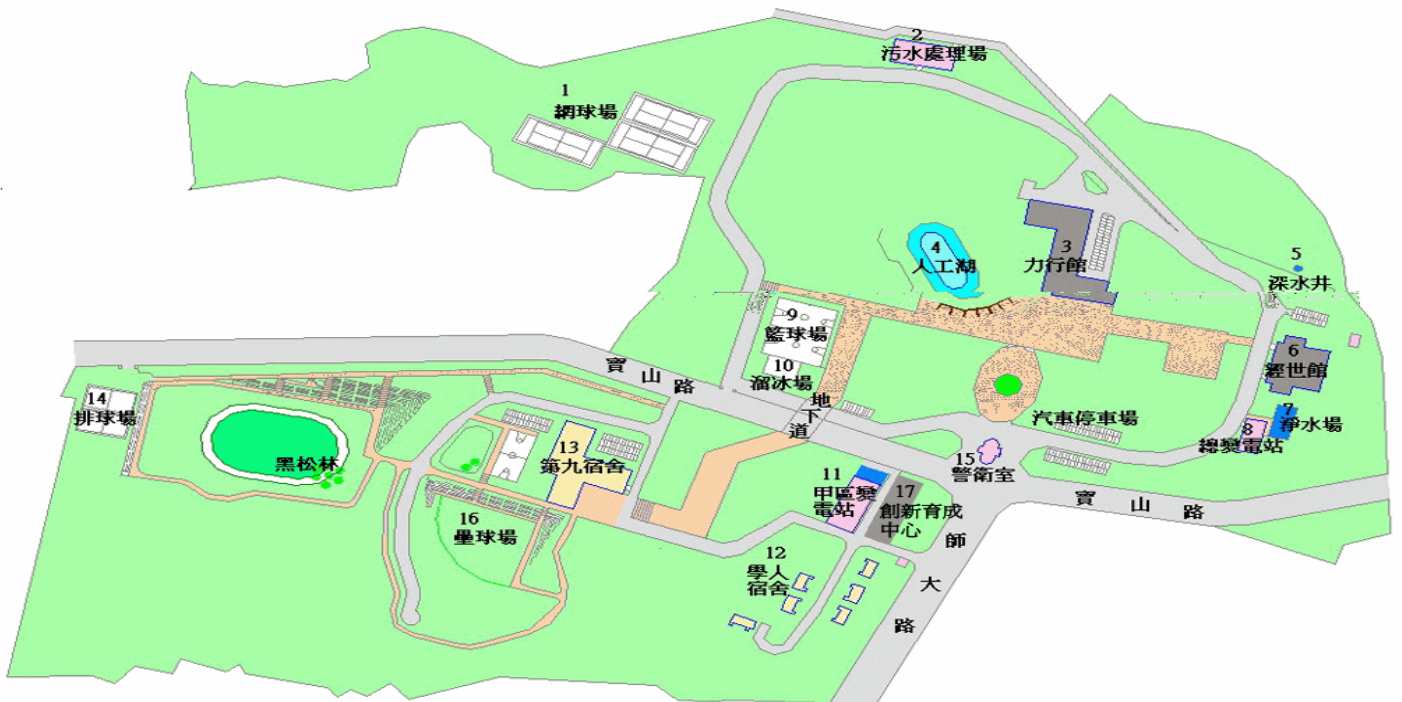 1
網球場
2
污水處理場
3
力行館
4
人工湖
5
深水井
6
經世館
7
淨水場
8
總變電站
9
籃球場
10
溜冰場
地下道
寶山路
汽車停車場
14
排球場
黑松林
13
第九宿舍
11
甲區變
電站
17
創新育成
中心
15
警衛室
寶山路
16
壘球場
12
學人
宿舍
師大路